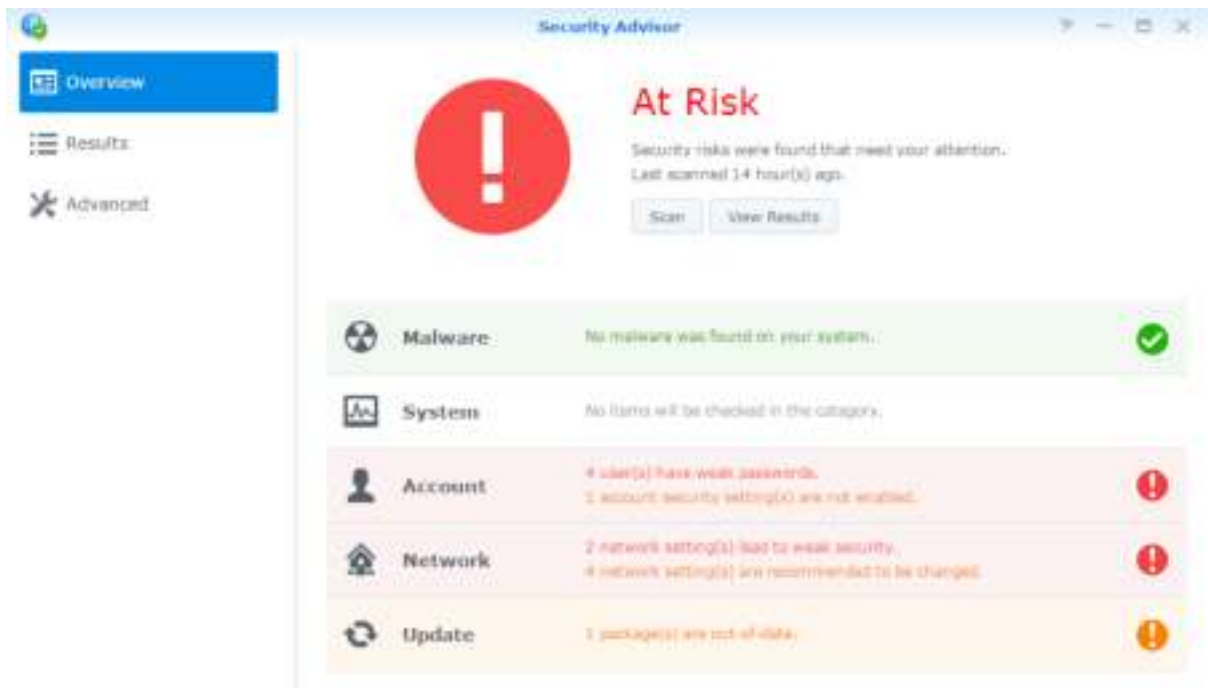 Security Advisor
Overview
Results
Advanced
At Risk
Security risks were found that need your attention.
Last scanned 14 hour(s) ago.
Scan
View Results
Malware
No malware was found on your system.
System
No items will be checked in the category.
Account
4 user(s) have weak passwords.
1 account security setting(s) are not enabled.
Network
2 network setting(s) lead to weak security.
4 network setting(s) are recommended to be changed.
Update
1 package(s) are out-of-date.